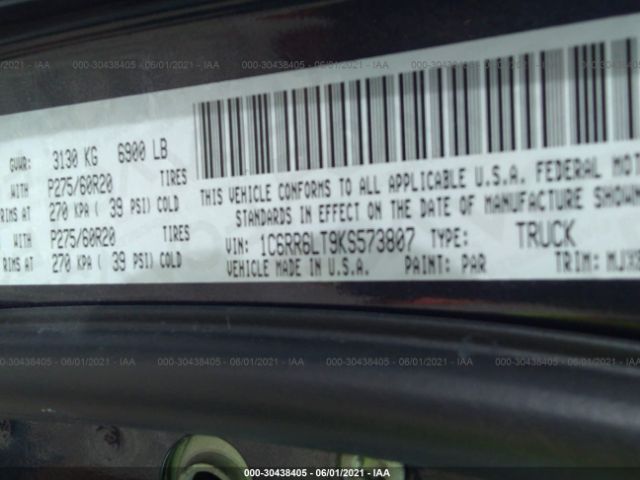 GVWR: 3130 KG 6900 LB
WITH P275/60R20 TIRES
RIMS AT 270 KPA ( 39 PSI) COLD
WITH P275/60R20 TIRES
RIMS AT 270 KPA ( 39 PSI) COLD
THIS VEHICLE CONFORMS TO ALL APPLICABLE U.S.A. FEDERAL
STANDARDS IN EFFECT ON THE DATE OF MANUFACTURE
VIN: 1C6RR6LT9KS573807 TYPE: TRUCK
VEHICLE MADE IN U.S.A. PAINT: PAR TRIM:
000-30438405 - 06/01/2021 - IAA